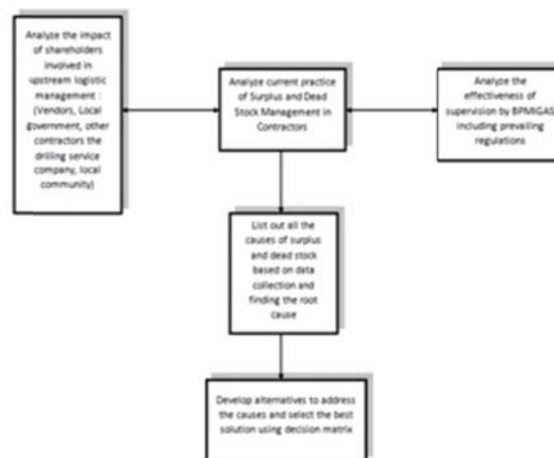 Analyze the impact
of shareholders
involved in
upstream logistic
management :
(Vendors, Local
government, other
contractors the
drilling service
company, local
community)
Analyze current practice
of Surplus and Dead
Stock Management in
Contractors
Analyze the
effectiveness of
supervision by BPMIGAS
including prevailing
regulations
List out all the
causes of surplus
and dead stock
based on data
collection and
finding the root
cause
Develop alternatives to address
the causes and select the best
solution using decision matrix